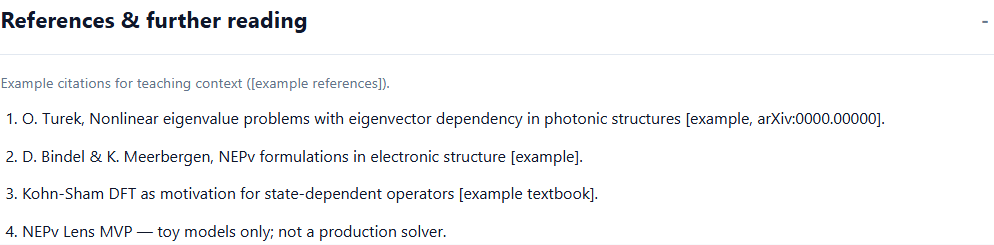 References & further reading
-
Example citations for teaching context ([example references]).
1. O. Turek, Nonlinear eigenvalue problems with eigenvector dependency in photonic structures [example, arXiv:0000.00000].
2. D. Bindel & K. Meerbergen, NEPv formulations in electronic structure [example].
3. Kohn-Sham DFT as motivation for state-dependent operators [example textbook].
4. NEPv Lens MVP — toy models only; not a production solver.